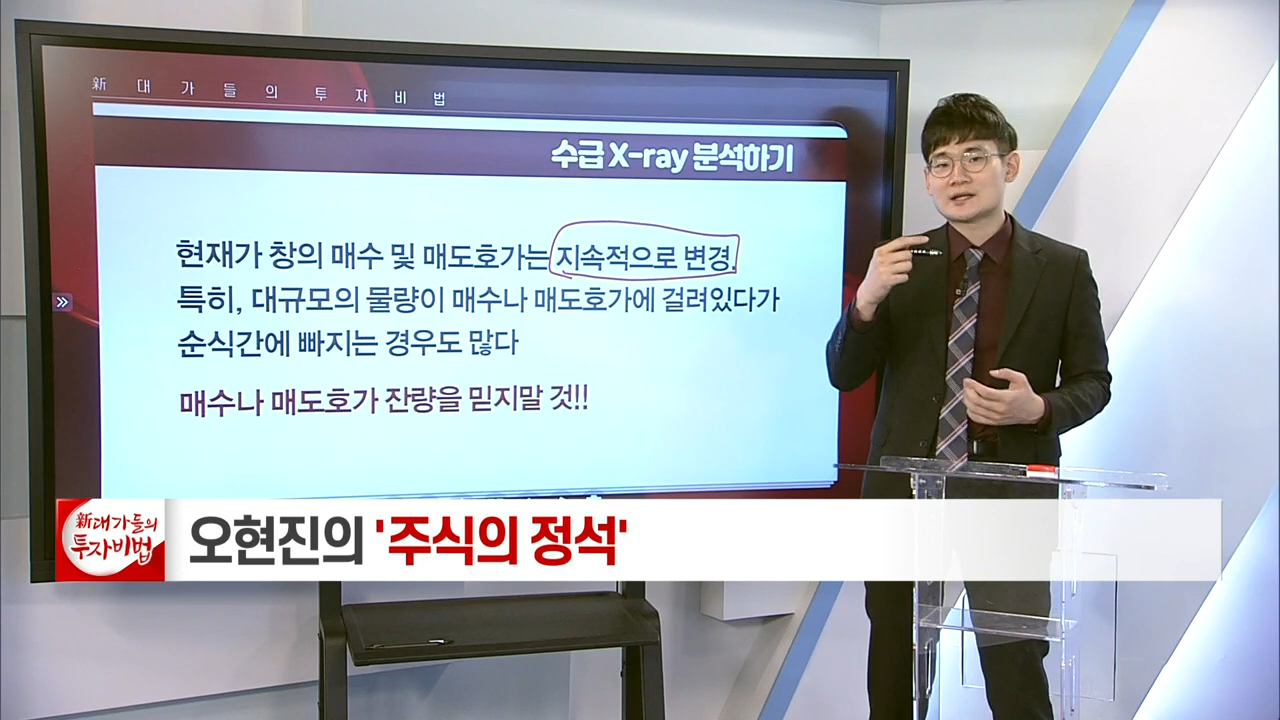 新 대 가 들 의 투 자 비 법
수급 X-ray 분석하기
현재가 창의 매수 및 매도호가는 지속적으로 변경.
특히, 대규모의 물량이 매수나 매도호가에 걸려있다가
순식간에 빠지는 경우도 많다
매수나 매도호가 잔량을 믿지말 것!!
新대가들의
투자비법
오현진의 '주식의 정석'